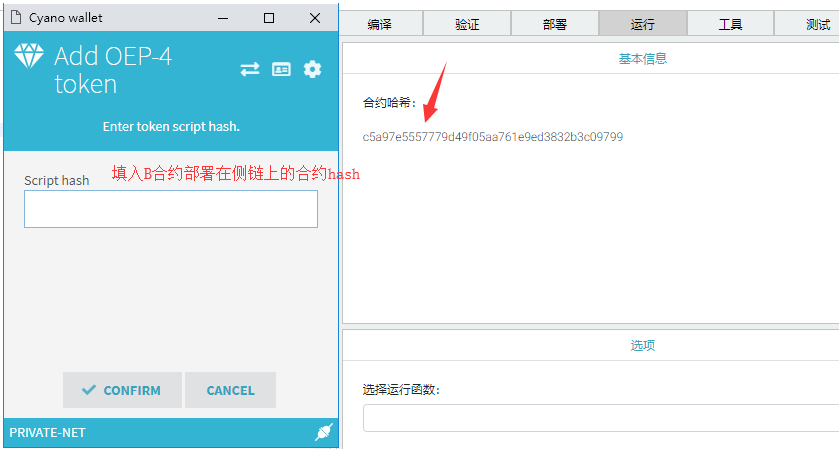 Cyano wallet
Add OEP-4
token
Enter token script hash.
Script hash
填入B合约部署在侧链上的合约hash
CONFIRM
CANCEL
PRIVATE-NET
编译
验证
部署
运行
工具
测试
基本信息
合约哈希：
c5a97e5557779d49f05aa761e9ed3832b3c09799
选项
选择运行函数：